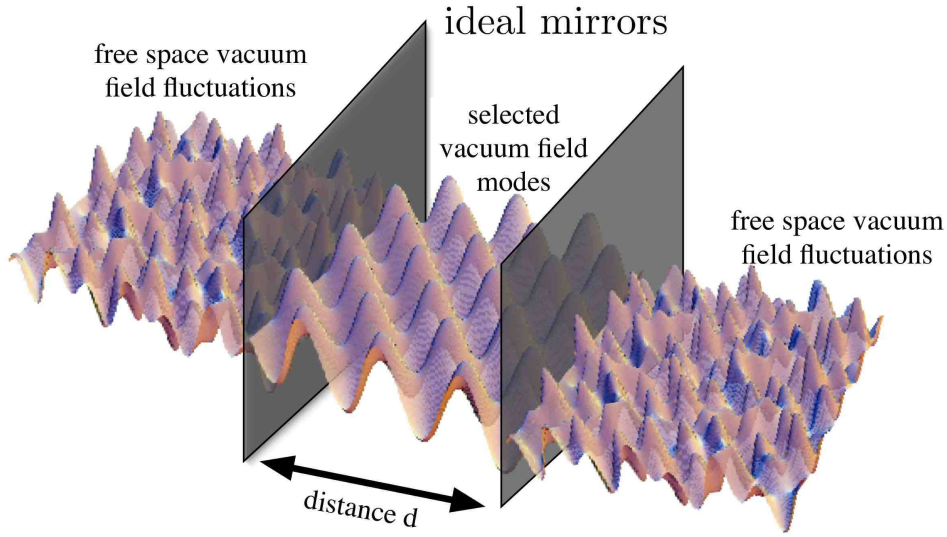 ideal mirrors
free space vacuum
field fluctuations
selected
vacuum field
modes
free space vacuum
field fluctuations
distance d